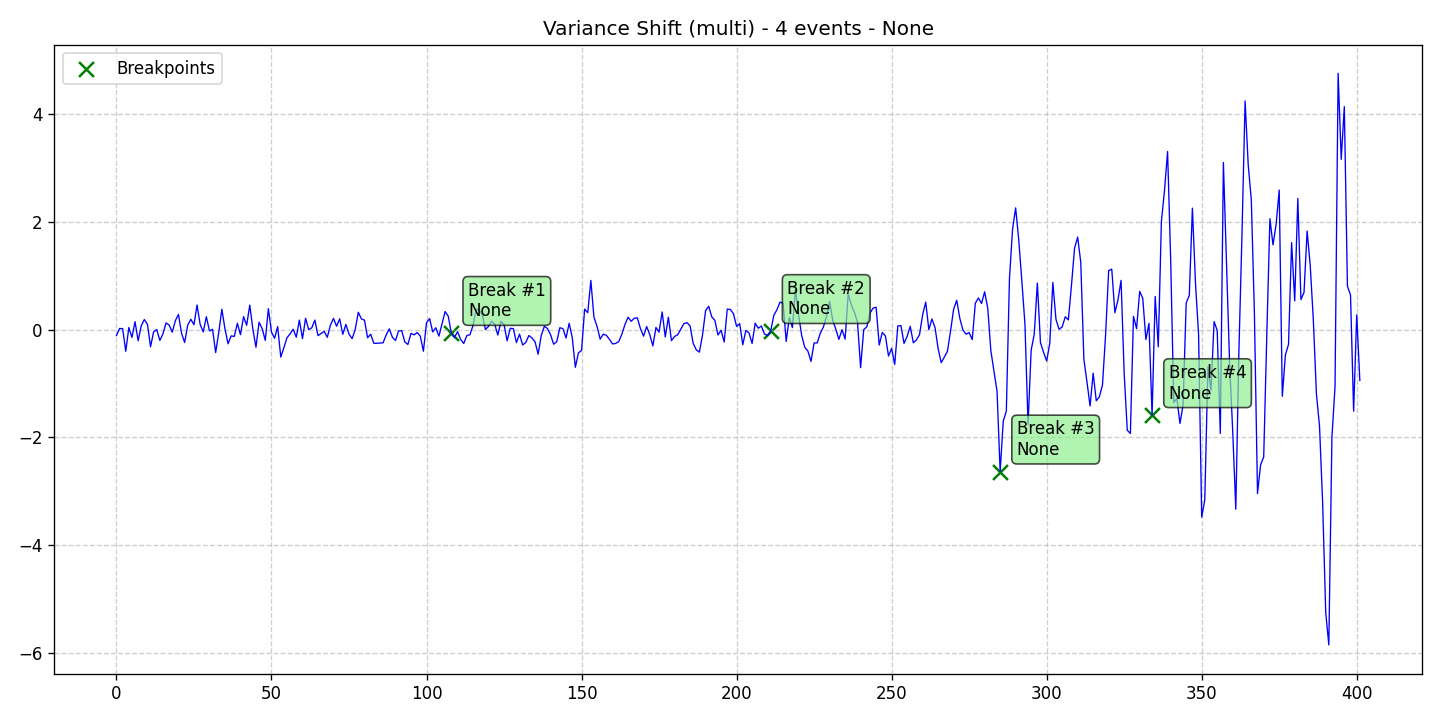 Variance Shift (multi) - 4 events - None
Breakpoints
4
2
0
−2
−4
−6
Break #1
None
Break #2
None
Break #3
None
Break #4
None
0 50 100 150 200 250 300 350 400